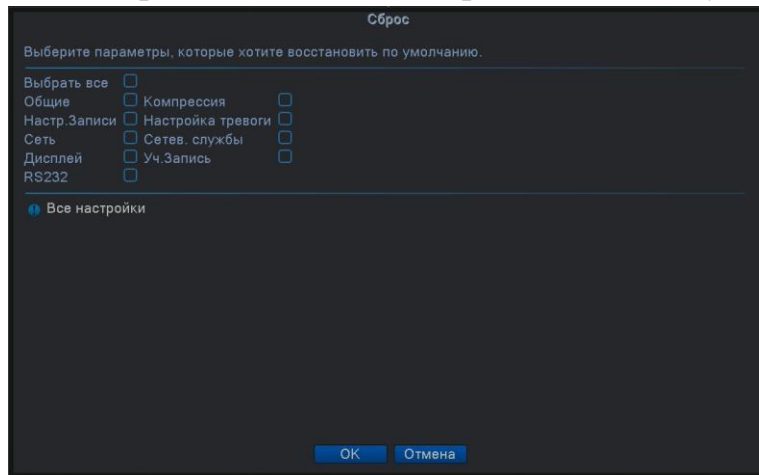 Сброс
Выберите параметры, которые хотите восстановить по умолчанию.
Выбрать все
Общие Компрессия
Настр.Записи Настройка тревоги
Сеть Сетев. службы
Дисплей Уч.Запись
RS232
Все настройки
OK Отмена